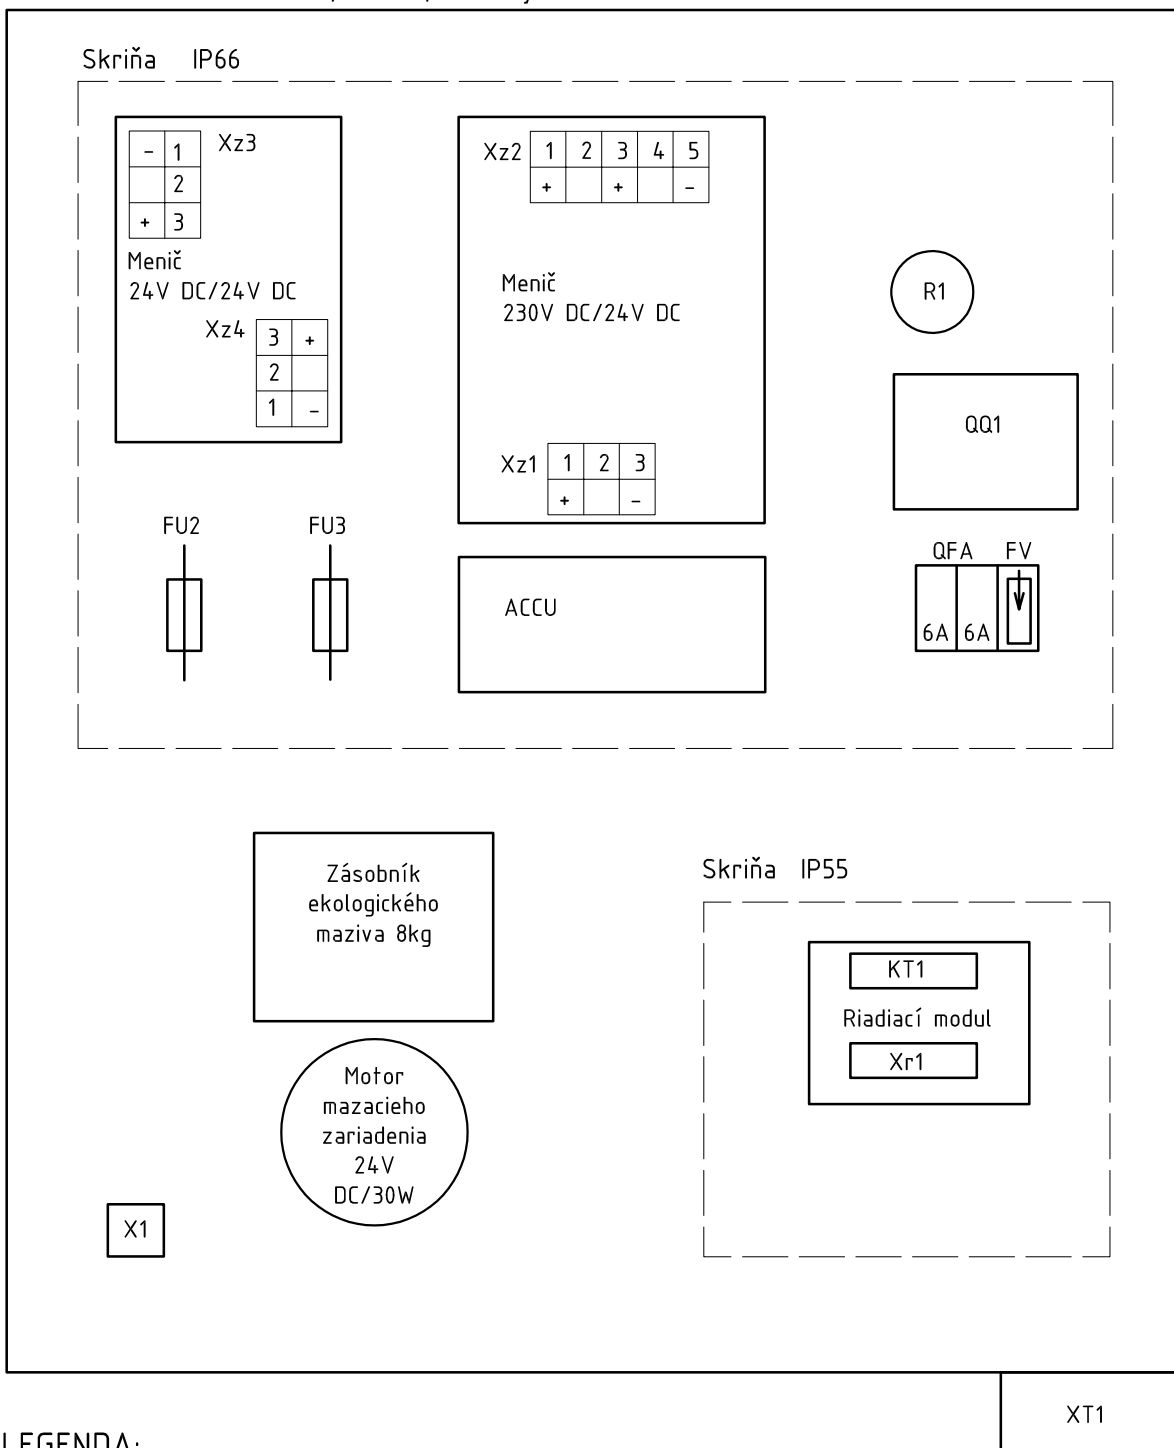 Skriňa IP66
- 1 Xz3
2
+ 3
Menič
24V DC/24V DC
Xz4 3 +
2
1 -
Xz2 1 2 3 4 5
+ + -
Menič
230V DC/24V DC
Xz1 1 2 3
+ -
R1
QQ1
FU2 FU3
ACCU
QFA FV
6A 6A
Zásobník
ekologického
maziva 8kg
Motor
mazacieho
zariadenia
24V
DC/30W
X1
Skriňa IP55
KT1
Riadiací modul
Xr1
XT1
LEGENDA: